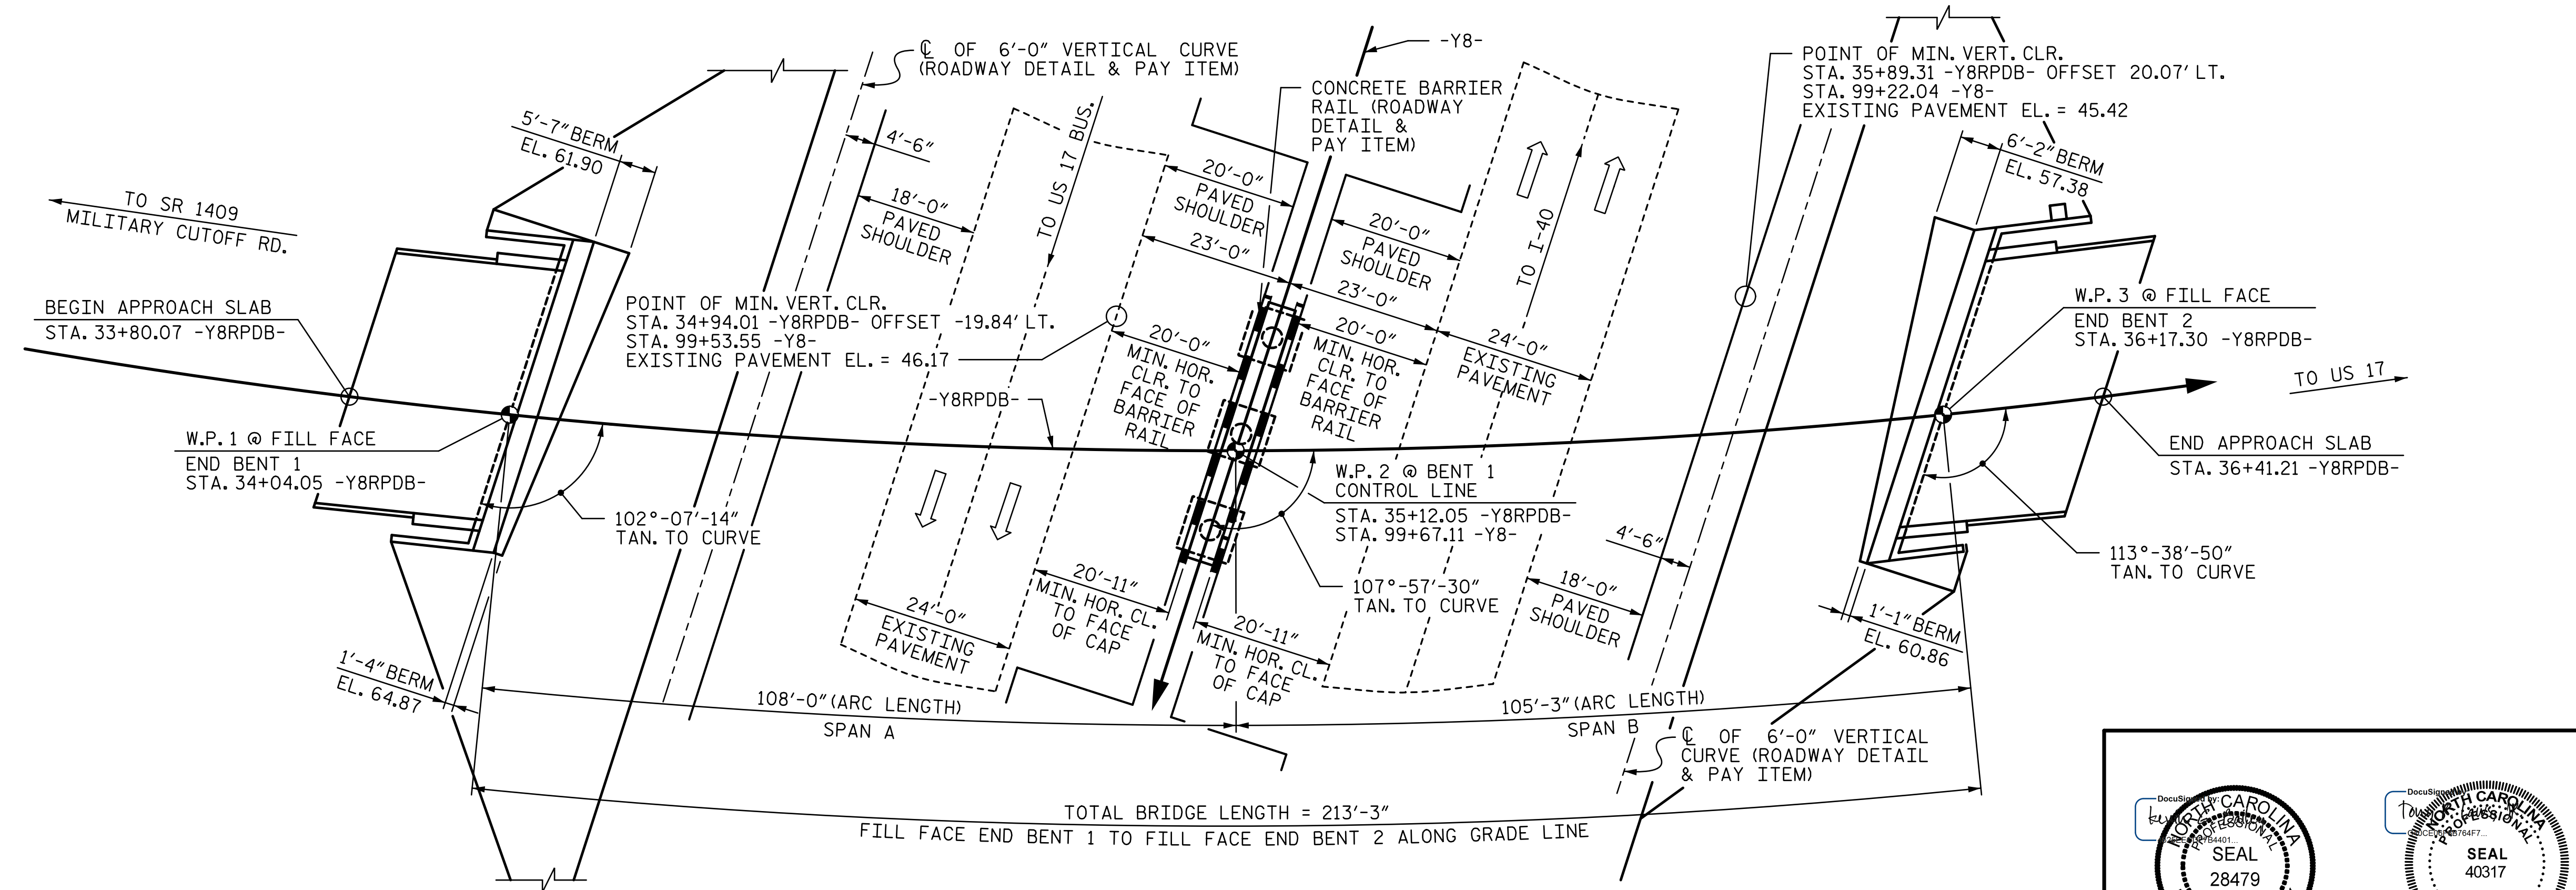 ℄ OF 6'-0" VERTICAL CURVE
(ROADWAY DETAIL & PAY ITEM)
-Y8-
CONCRETE BARRIER
RAIL (ROADWAY
DETAIL &
PAY ITEM)
POINT OF MIN. VERT. CLR.
STA. 35+89.31 -Y8RPDB- OFFSET 20.07' LT.
STA. 99+22.04 -Y8-
EXISTING PAVEMENT EL. = 45.42
5'-7" BERM
EL. 61.90
4'-6"
TO US 17 BUS.
20'-0"
PAVED
SHOULDER
6'-2" BERM
EL. 57.38
TO SR 1409
MILITARY CUTOFF RD.
18'-0"
PAVED
SHOULDER
23'-0"
20'-0"
PAVED
SHOULDER
TO I-40
23'-0"
BEGIN APPROACH SLAB
STA. 33+80.07 -Y8RPDB-
POINT OF MIN. VERT. CLR.
STA. 34+94.01 -Y8RPDB- OFFSET -19.84' LT.
STA. 99+53.55 -Y8-
EXISTING PAVEMENT EL. = 46.17
20'-0"
MIN. HOR.
CLR. TO
FACE OF
BARRIER
RAIL
20'-0"
MIN. HOR.
CLR. TO
FACE OF
BARRIER
RAIL
24'-0"
EXISTING
PAVEMENT
W.P. 3 @ FILL FACE
END BENT 2
STA. 36+17.30 -Y8RPDB-
TO US 17
-Y8RPDB-
W.P. 1 @ FILL FACE
END BENT 1
STA. 34+04.05 -Y8RPDB-
END APPROACH SLAB
STA. 36+41.21 -Y8RPDB-
W.P. 2 @ BENT 1
CONTROL LINE
STA. 35+12.05 -Y8RPDB-
STA. 99+67.11 -Y8-
102°-07'-14"
TAN. TO CURVE
4'-6"
113°-38'-50"
TAN. TO CURVE
107°-57'-30"
TAN. TO CURVE
24'-0"
EXISTING
PAVEMENT
20'-11"
MIN. HOR. CL.
TO FACE
OF CAP
20'-11"
MIN. HOR. CL.
TO FACE
OF CAP
18'-0"
PAVED
SHOULDER
1'-1" BERM
EL. 60.86
1'-4" BERM
EL. 64.87
108'-0" (ARC LENGTH)
SPAN A
105'-3" (ARC LENGTH)
SPAN B
℄ OF 6'-0" VERTICAL
CURVE (ROADWAY DETAIL
& PAY ITEM)
TOTAL BRIDGE LENGTH = 213'-3"
FILL FACE END BENT 1 TO FILL FACE END BENT 2 ALONG GRADE LINE
DocuSigned by:
NORTH CAROLINA
PROFESSIONAL
SEAL
28479
NORTH CAROLINA
PROFESSIONAL
SEAL
40317